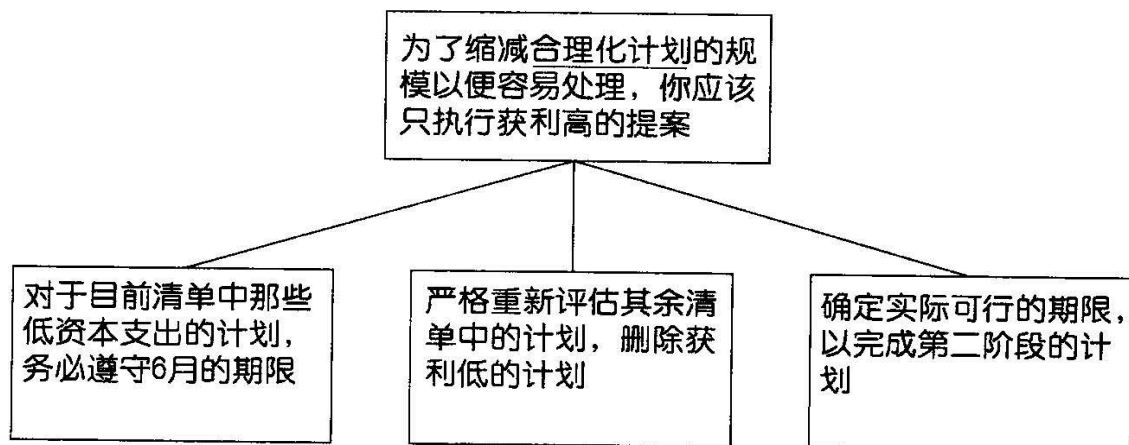 为了缩减合理化计划的规
模以便容易处理，你应该
只执行获利高的提案
对于目前清单中那些
低资本支出的计划，
务必遵守6月的期限
严格重新评估其余清
单中的计划，删除获
利低的计划
确定实际可行的期限，
以完成第二阶段的计
划